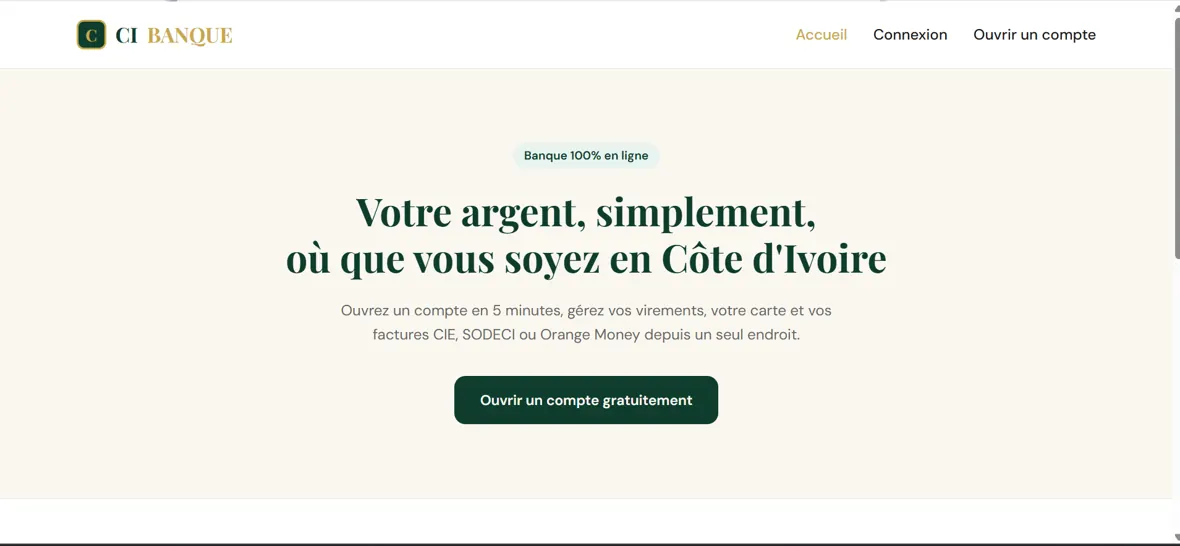 C CI BANQUE
Accueil Connexion Ouvrir un compte
Banque 100% en ligne
Votre argent, simplement,
où que vous soyez en Côte d'Ivoire
Ouvrez un compte en 5 minutes, gérez vos virements, votre carte et vos
factures CIE, SODECI ou Orange Money depuis un seul endroit.
Ouvrir un compte gratuitement